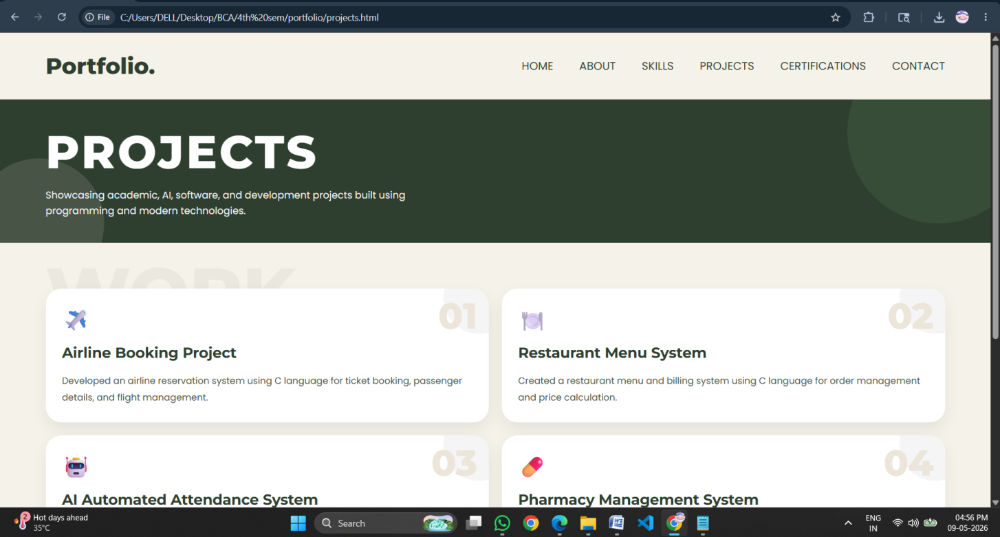 File
C:/Users/DELL/Desktop/BCA/4th%20sem/portfolio/projects.html
Portfolio.
HOME ABOUT SKILLS PROJECTS CERTIFICATIONS CONTACT
PROJECTS
Showcasing academic, AI, software, and development projects built using
programming and modern technologies.
WORK
01
Airline Booking Project
Developed an airline reservation system using C language for ticket booking, passenger
details, and flight management.
02
Restaurant Menu System
Created a restaurant menu and billing system using C language for order management
and price calculation.
03
AI Automated Attendance System
04
Pharmacy Management System
2
Hot days ahead
35°C
Search
ENG
IN
04:56 PM
09-05-2026